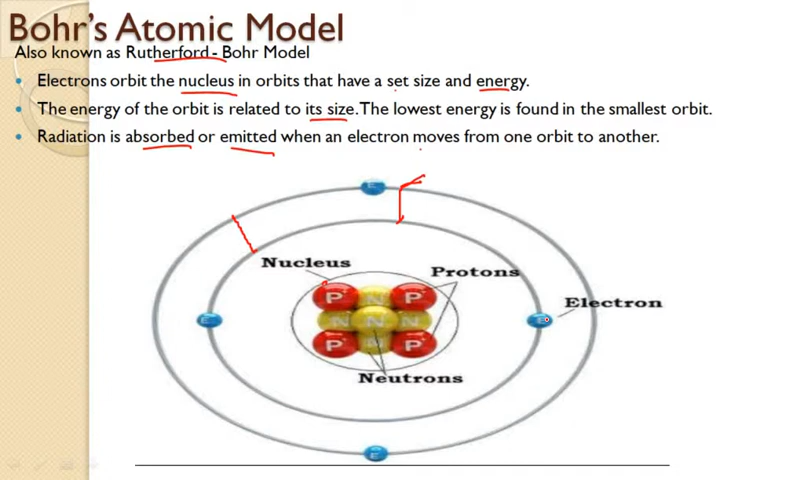 Bohr's Atomic Model
Also known as Rutherford - Bohr Model
• Electrons orbit the nucleus in orbits that have a set size and energy.
• The energy of the orbit is related to its size. The lowest energy is found in the smallest orbit.
• Radiation is absorbed or emitted when an electron moves from one orbit to another.
E
Nucleus
Protons
P N P
Electron
E N N N E
P P
Neutrons
E